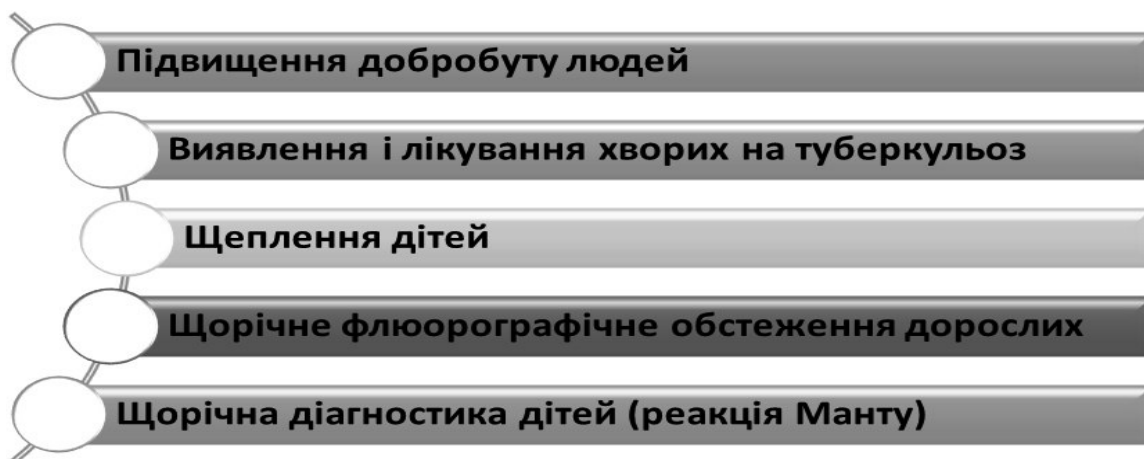 Підвищення добробуту людей
Виявлення і лікування хворих на туберкульоз
Щеплення дітей
Щорічне флюорографічне обстеження дорослих
Щорічна діагностика дітей (реакція Манту)